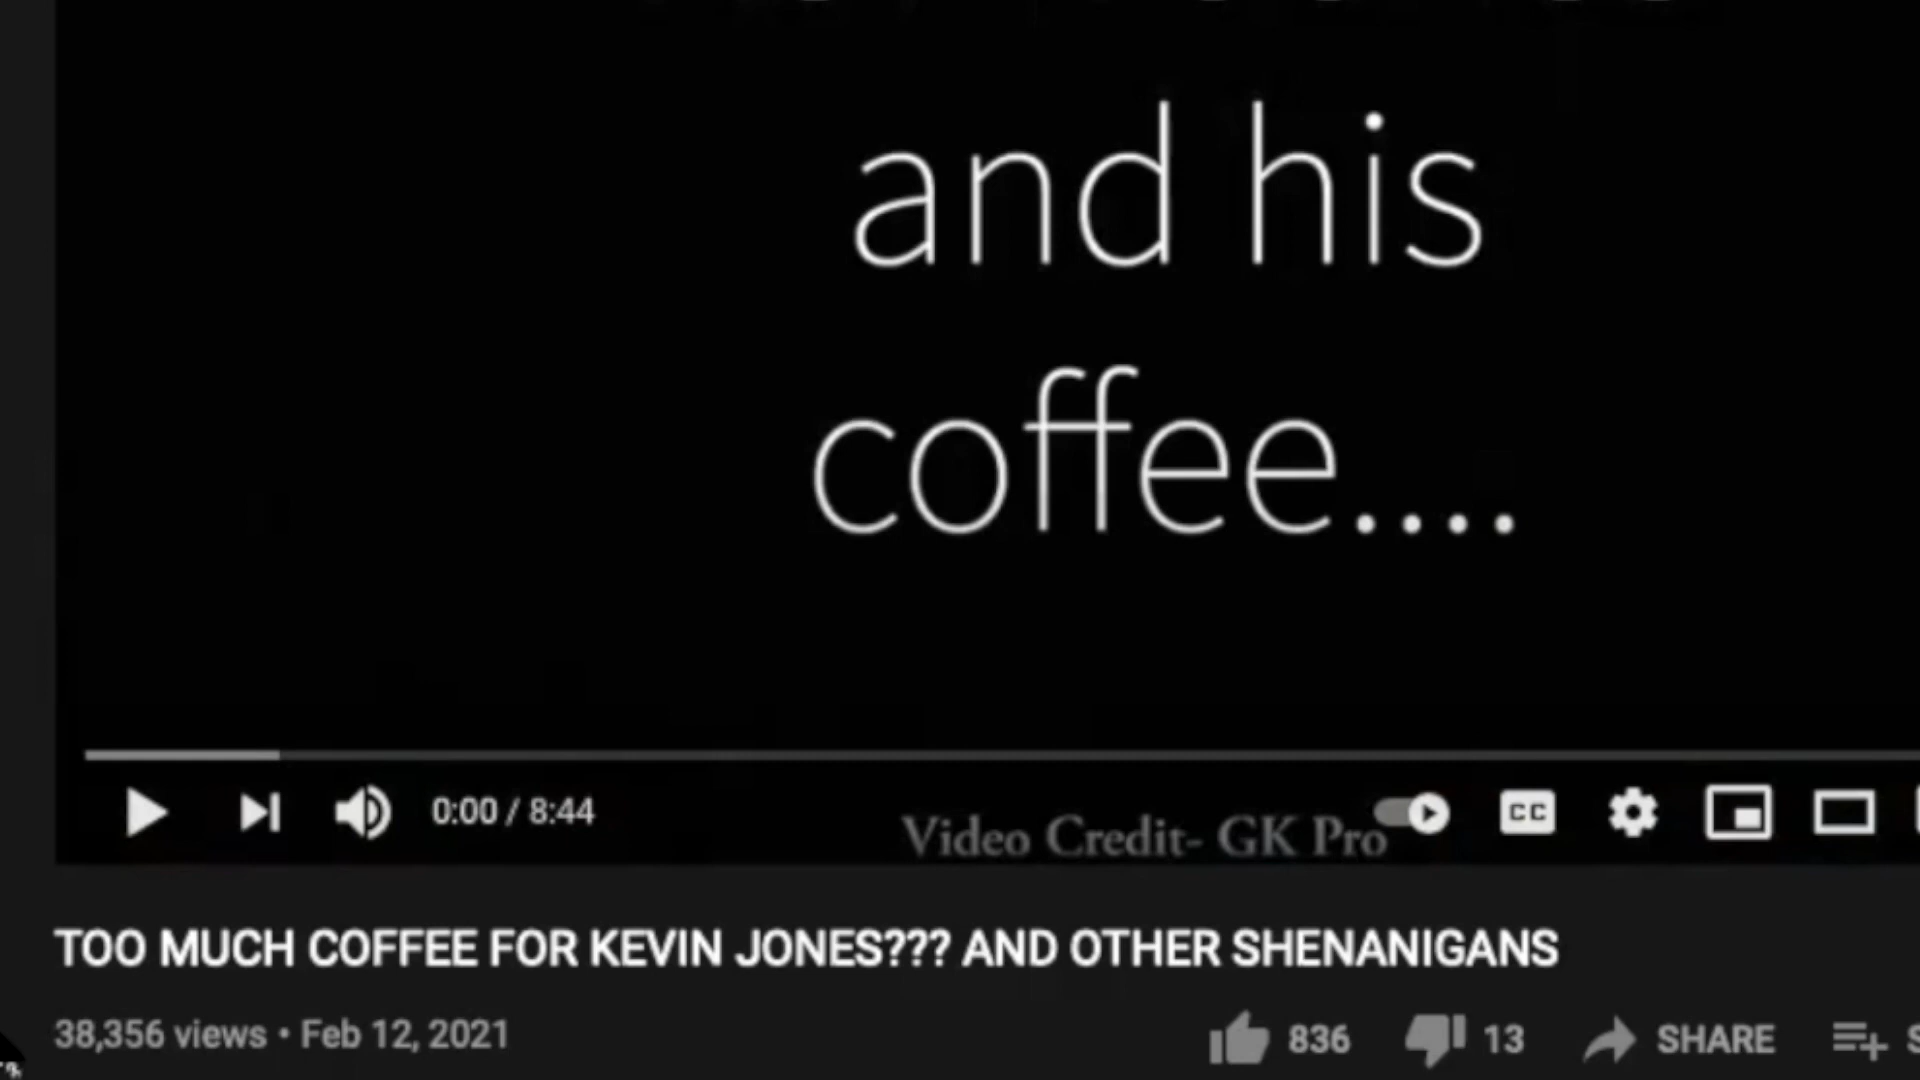 and his
coffee....
0:00 / 8:44
CC
Video Credit- GK Pro
TOO MUCH COFFEE FOR KEVIN JONES??? AND OTHER SHENANIGANS
38,356 views • Feb 12, 2021
836
13
SHARE